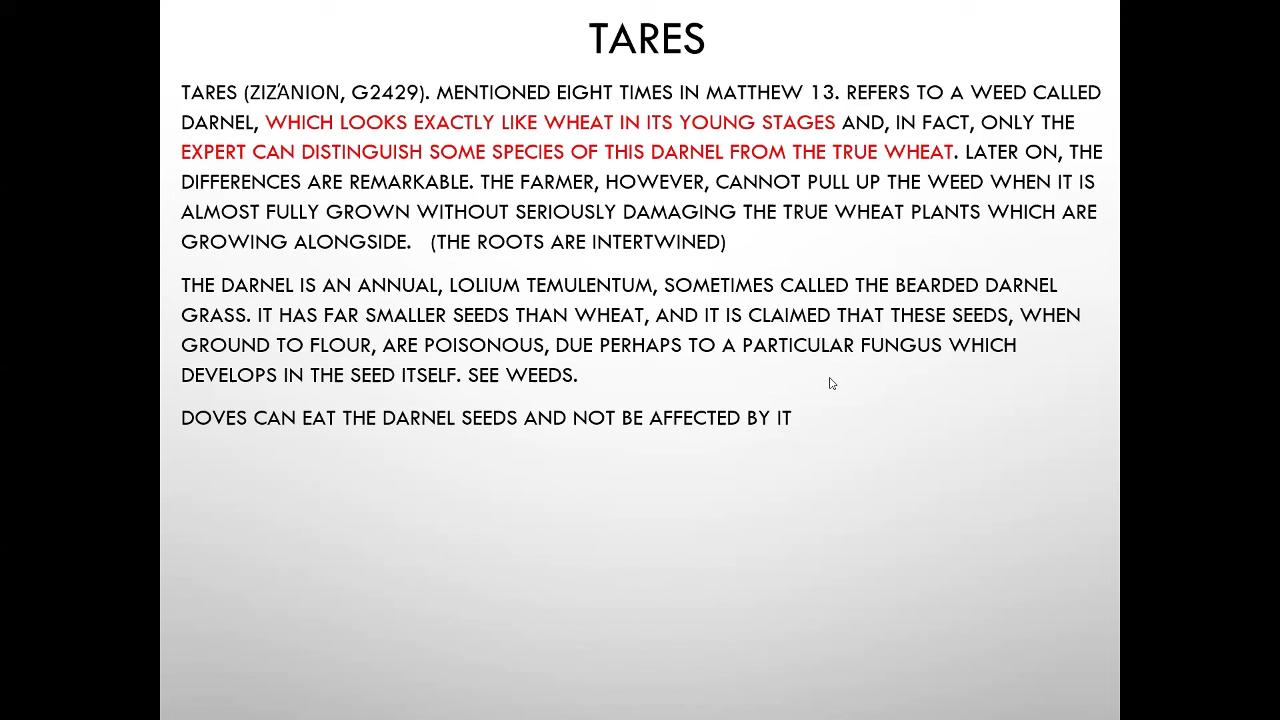 TARES
TARES (ZIZA̓NION, G2429). MENTIONED EIGHT TIMES IN MATTHEW 13. REFERS TO A WEED CALLED
DARNEL, WHICH LOOKS EXACTLY LIKE WHEAT IN ITS YOUNG STAGES AND, IN FACT, ONLY THE
EXPERT CAN DISTINGUISH SOME SPECIES OF THIS DARNEL FROM THE TRUE WHEAT. LATER ON, THE
DIFFERENCES ARE REMARKABLE. THE FARMER, HOWEVER, CANNOT PULL UP THE WEED WHEN IT IS
ALMOST FULLY GROWN WITHOUT SERIOUSLY DAMAGING THE TRUE WHEAT PLANTS WHICH ARE
GROWING ALONGSIDE. (THE ROOTS ARE INTERTWINED)
THE DARNEL IS AN ANNUAL, LOLIUM TEMULENTUM, SOMETIMES CALLED THE BEARDED DARNEL
GRASS. IT HAS FAR SMALLER SEEDS THAN WHEAT, AND IT IS CLAIMED THAT THESE SEEDS, WHEN
GROUND TO FLOUR, ARE POISONOUS, DUE PERHAPS TO A PARTICULAR FUNGUS WHICH
DEVELOPS IN THE SEED ITSELF. SEE WEEDS.
DOVES CAN EAT THE DARNEL SEEDS AND NOT BE AFFECTED BY IT